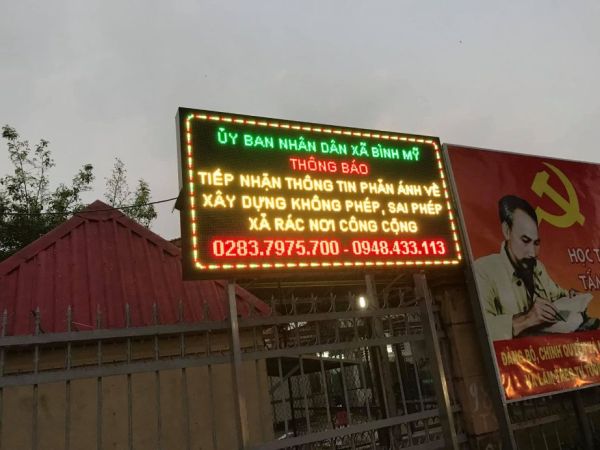 ỦY BAN NHÂN DÂN XÃ BÌNH MỸ
THÔNG BÁO
TIẾP NHẬN THÔNG TIN PHẢN ÁNH VỀ
XÂY DỰNG KHÔNG PHÉP, SAI PHÉP
XẢ RÁC NƠI CÔNG CỘNG
0283.7975.700 - 0948.433.113
HỌC T
TẤ
ĐẢNG BỘ, CHÍNH QUYỀN